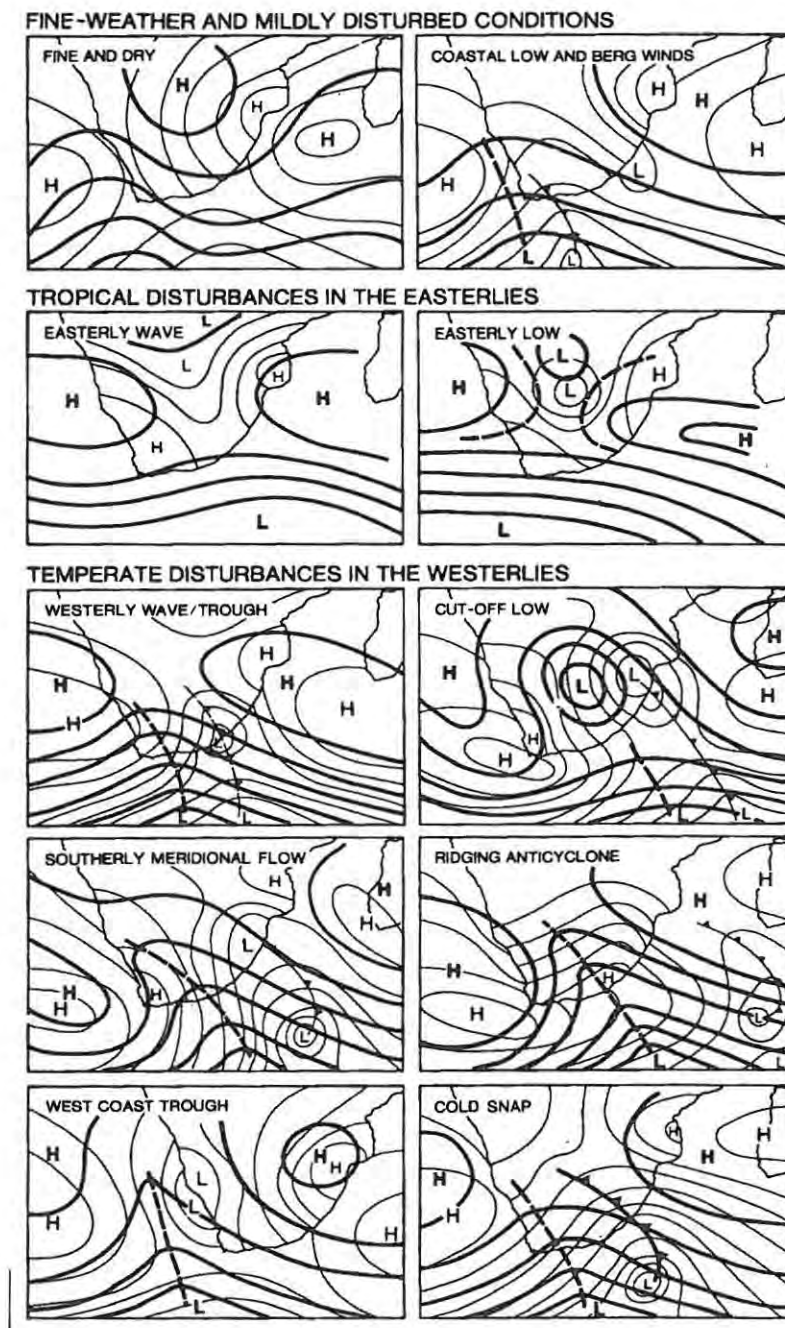 FINE-WEATHER AND MILDLY DISTURBED CONDITIONS
FINE AND DRY
H
H
H
H
COASTAL LOW AND BERG WINDS
H
H
H
H
L
L
L
TROPICAL DISTURBANCES IN THE EASTERLIES
EASTERLY WAVE
L
L
H
H
H
H
L
EASTERLY LOW
L
H
L
H
H
L
TEMPERATE DISTURBANCES IN THE WESTERLIES
WESTERLY WAVE/TROUGH
H
H
H
H
H
L
L
L
CUT-OFF LOW
H
H
L
L
H
H
H
L
L
SOUTHERLY MERIDIONAL FLOW
H
H
H
L
H
H
H
L
RIDGING ANTICYCLONE
H
H
H
H
H
L
L
L
WEST COAST TROUGH
H
H
H
L
L
H
H
L
COLD SNAP
H
H
H
H
H
L
L